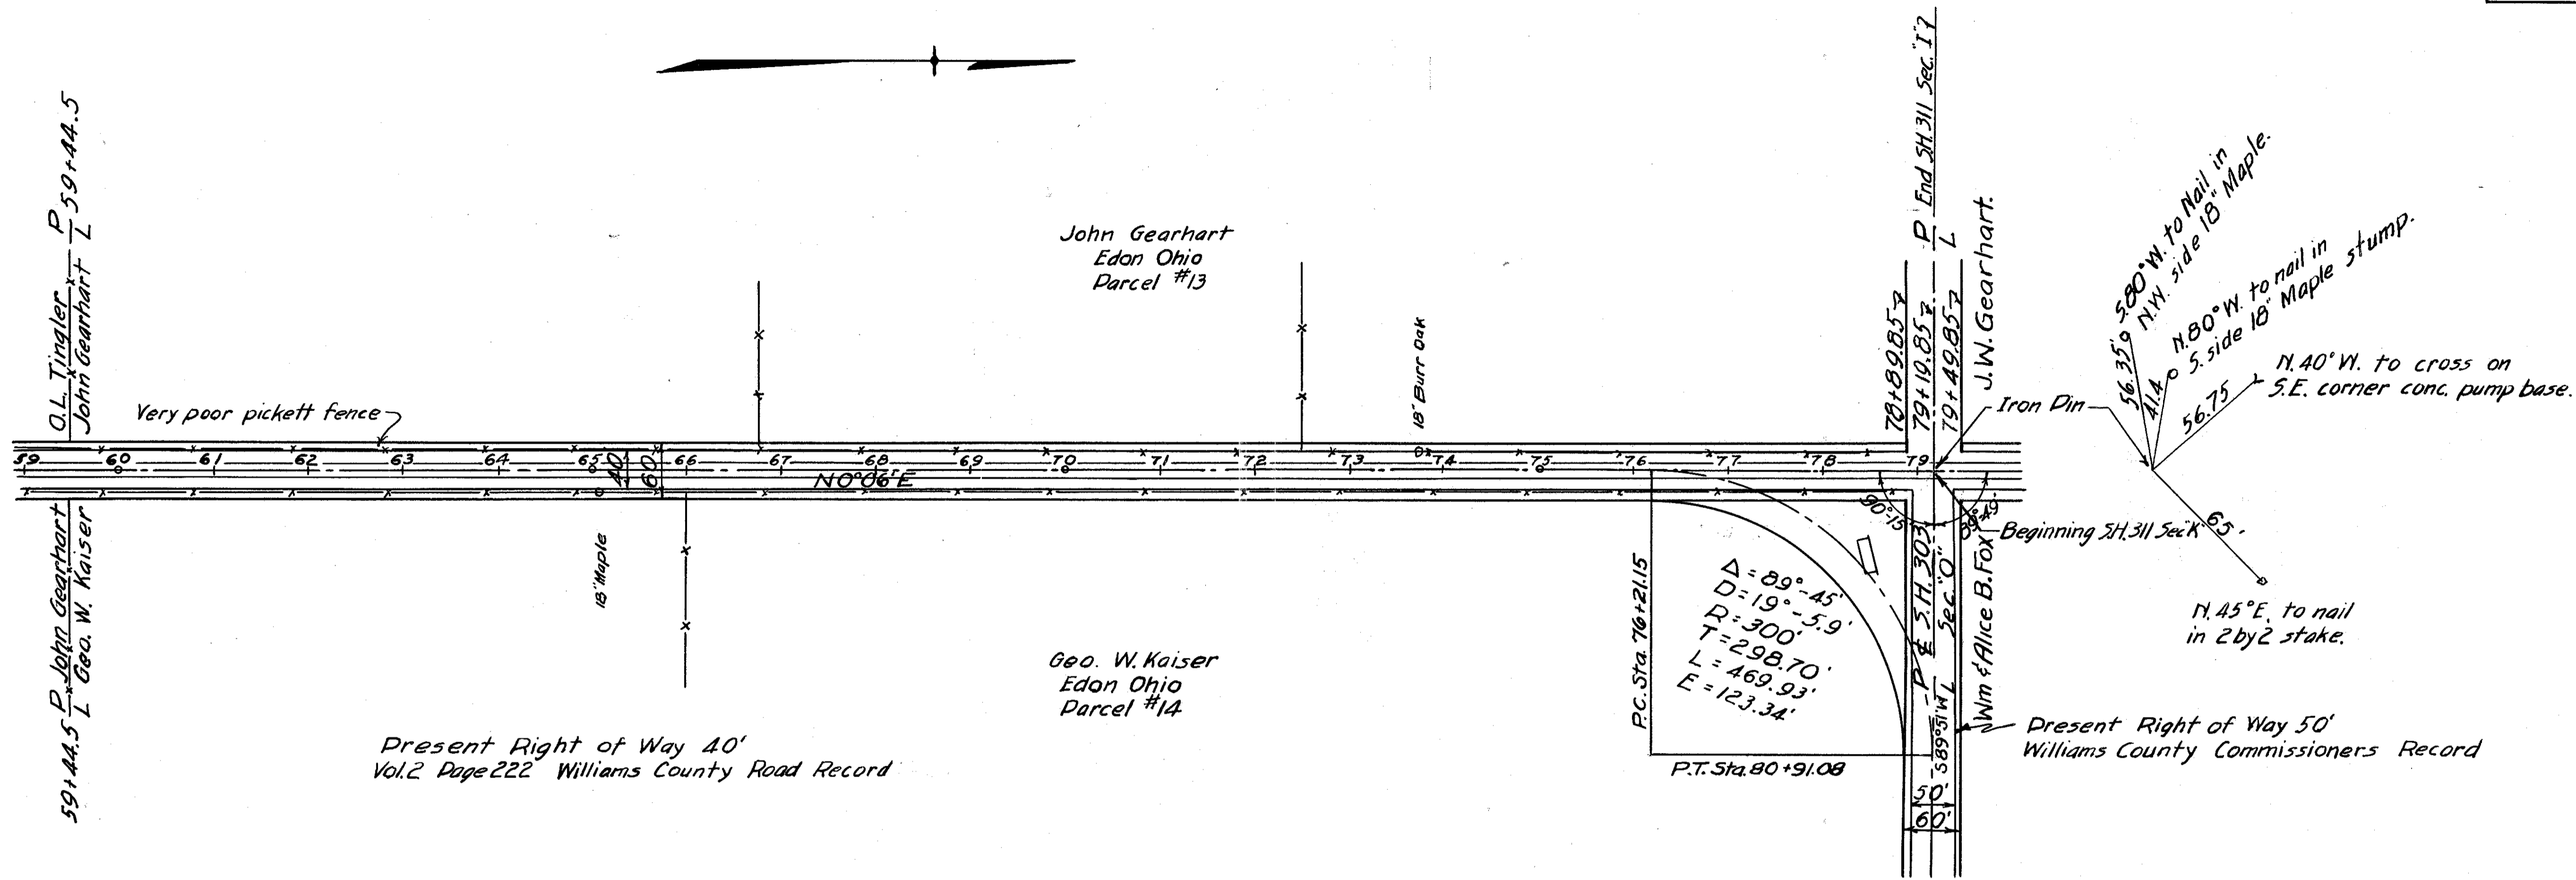 O.L. Tingler
John Gearhart
P
L
59+44.5
Very poor pickett fence
John Gearhart
Edon Ohio
Parcel #13
18" Burr Oak
78+89.85
79+19.85
79+49.85
P
L
End S.H.311 Sec."I"
J.W. Gearhart.
56.35' S.80°W. to Nail in
N.W. side 18" Maple.
41.4 N.80°W. to nail in
S. side 18" Maple stump.
56.75
N.40°W. to cross on
S.E. corner conc. pump base.
Iron Pin
59 60 61 62 63 64 65 66 67 68 69 70 71 72 73 74 75 76 77 78 79
40
60
N0°06'E
90°-15
89°-49'
Beginning S.H.311 Sec"K"
65.
N.45°E. to nail
in 2 by 2 stake.
59+44.5
P
L
John Gearhart
Geo. W. Kaiser
18" Maple
Geo. W. Kaiser
Edon Ohio
Parcel #14
Present Right of Way 40'
Vol.2 Page 222 Williams County Road Record
P.C. Sta. 76+21.15
Δ = 89°-45'
D = 19°-5.9'
R = 300'
T = 298.70'
L = 469.93'
E = 123.34'
P.T. Sta. 80+91.08
P
L
S.H. 303
Sec. "O"
S89°51'W
Wm & Alice B. Fox
Present Right of Way 50'
Williams County Commissioners Record
50'
60'